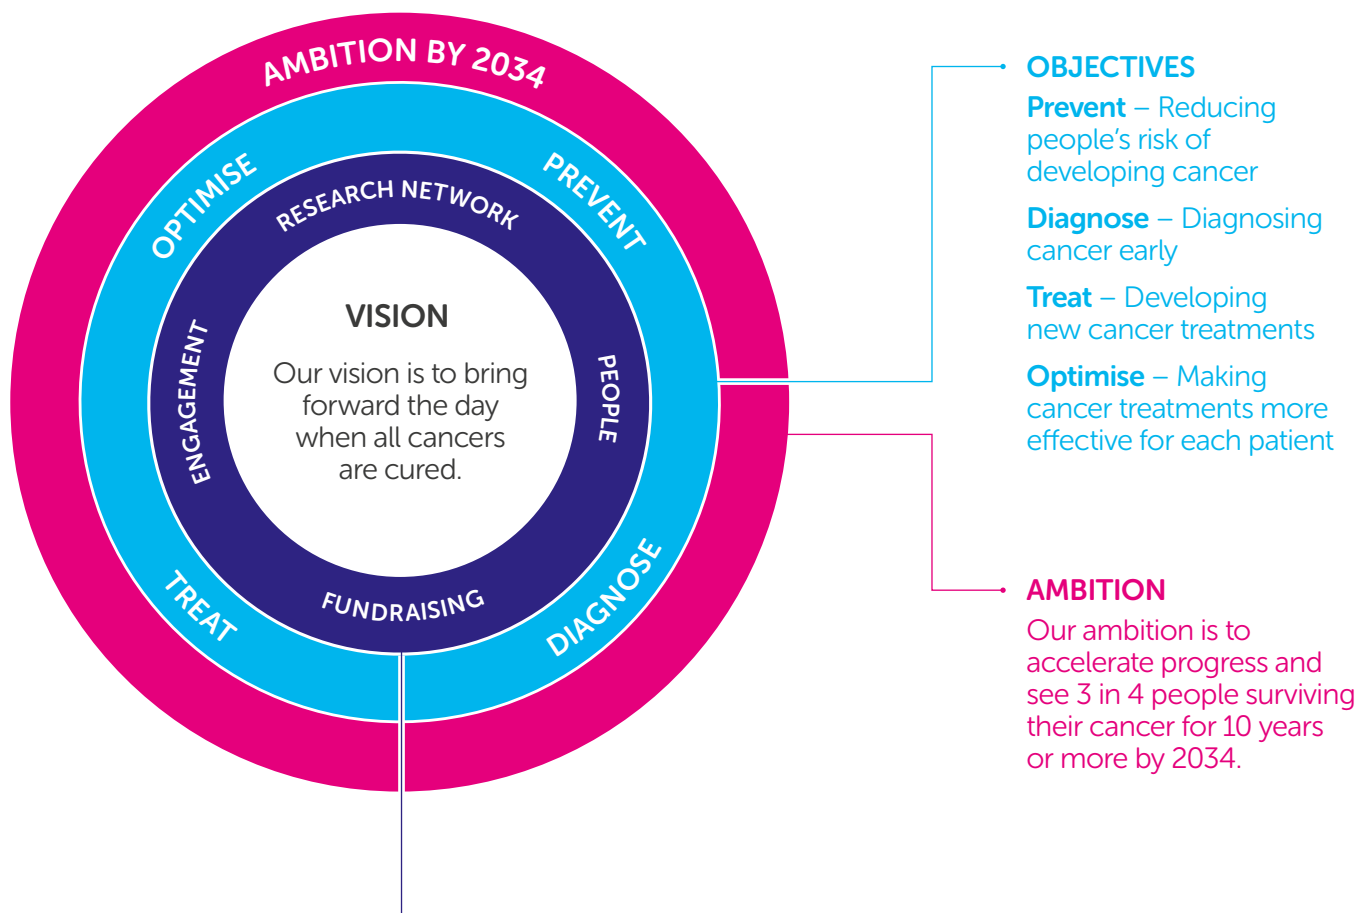 AMBITION BY 2034
OPTIMISE
PREVENT
RESEARCH NETWORK
ENGAGEMENT
PEOPLE
VISION
Our vision is to bring
forward the day
when all cancers
are cured.
FUNDRAISING
TREAT
DIAGNOSE
OBJECTIVES
Prevent – Reducing
people's risk of
developing cancer
Diagnose – Diagnosing
cancer early
Treat – Developing
new cancer treatments
Optimise – Making
cancer treatments more
effective for each patient
AMBITION
Our ambition is to
accelerate progress and
see 3 in 4 people surviving
their cancer for 10 years
or more by 2034.